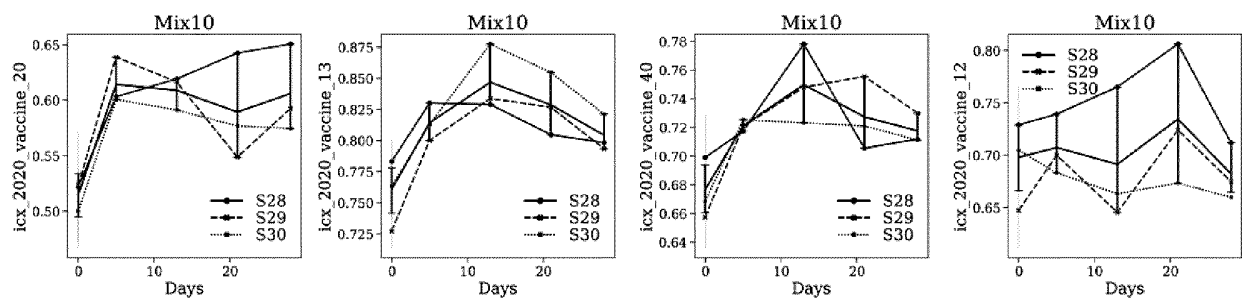 Mix10
icx_2020_vaccine_20
0.65
0.60
0.55
0.50
S28
S29
S30
0
10
20
Days
Mix10
icx_2020_vaccine_13
0.875
0.850
0.825
0.800
0.775
0.750
0.725
S28
S29
S30
0
10
20
Days
Mix10
icx_2020_vaccine_40
0.78
0.76
0.74
0.72
0.70
0.68
0.66
0.64
S28
S29
S30
0
10
20
Days
Mix10
icx_2020_vaccine_12
0.80
0.75
0.70
0.65
S28
S29
S30
0
10
20
Days